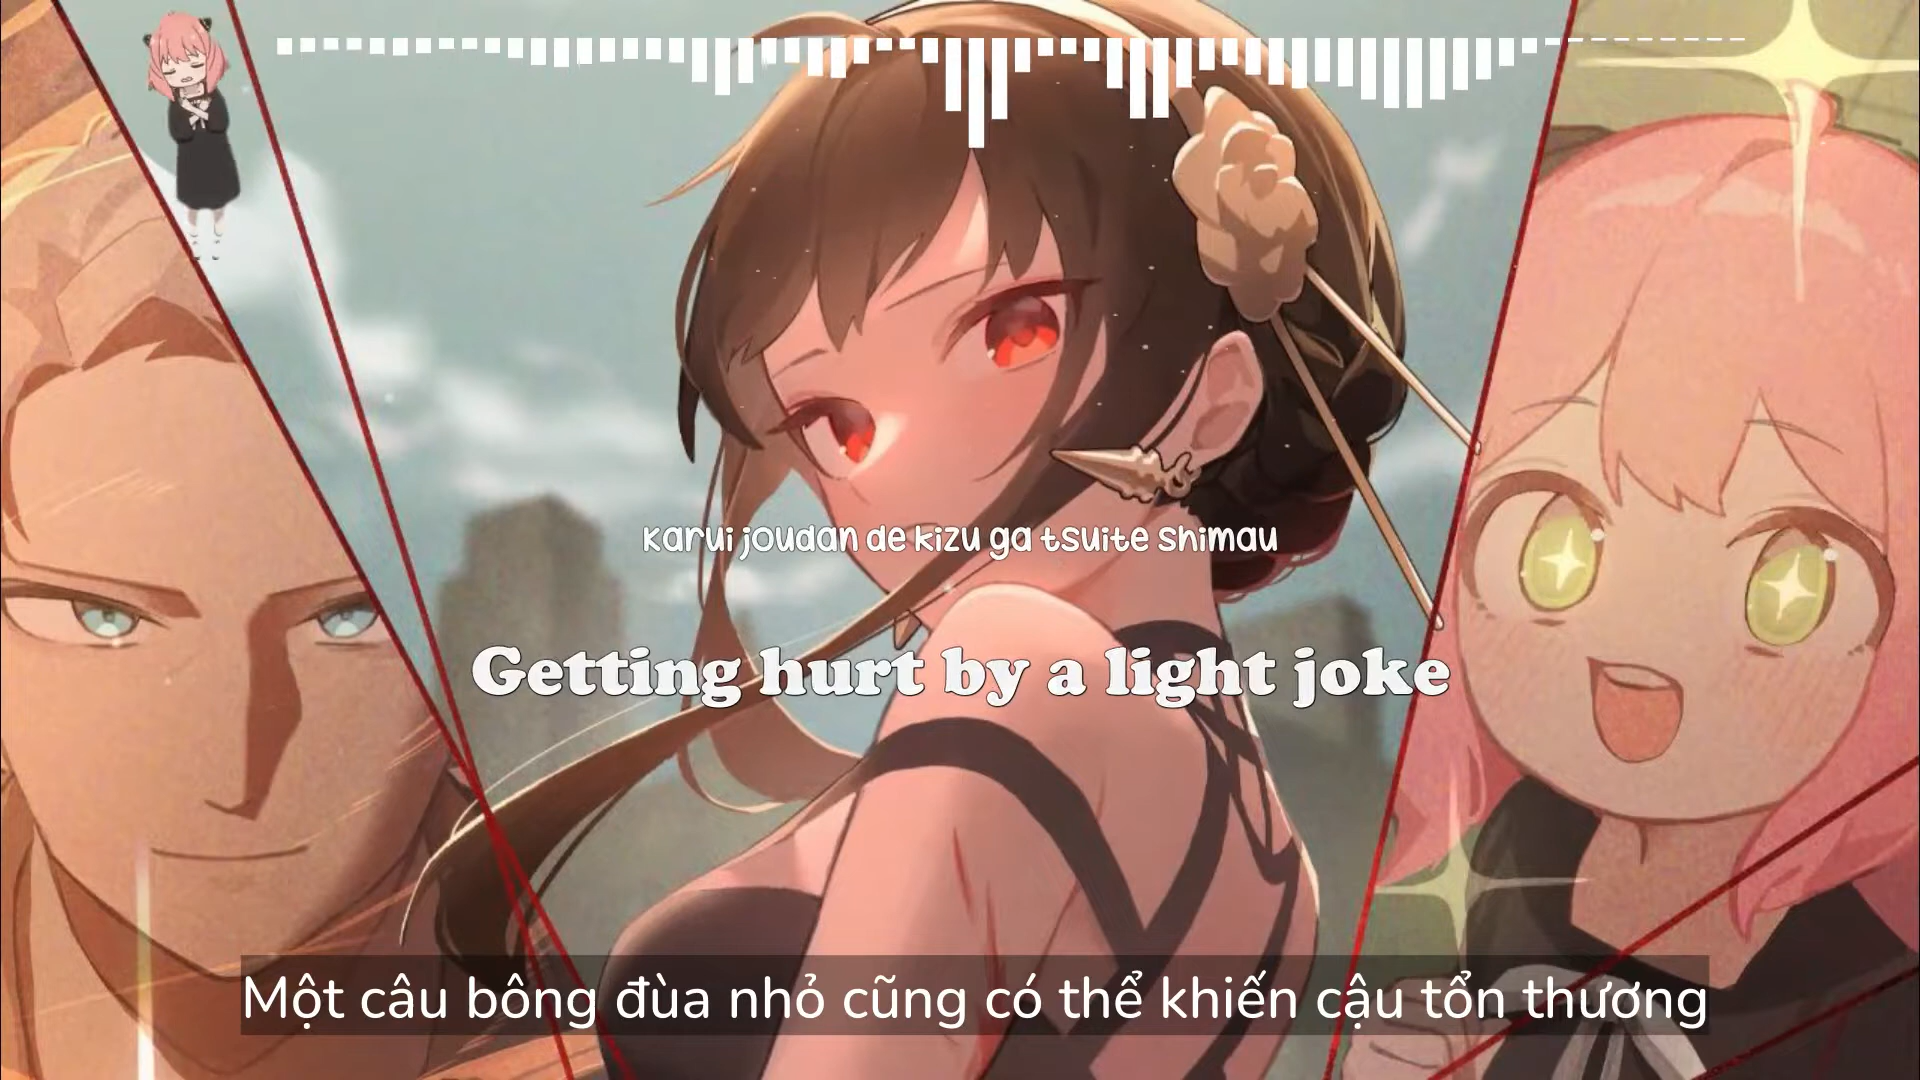 karui joudan de kizu ga tsuite shimau
Getting hurt by a light joke
Một câu bông đùa nhỏ cũng có thể khiến cậu tổn thương